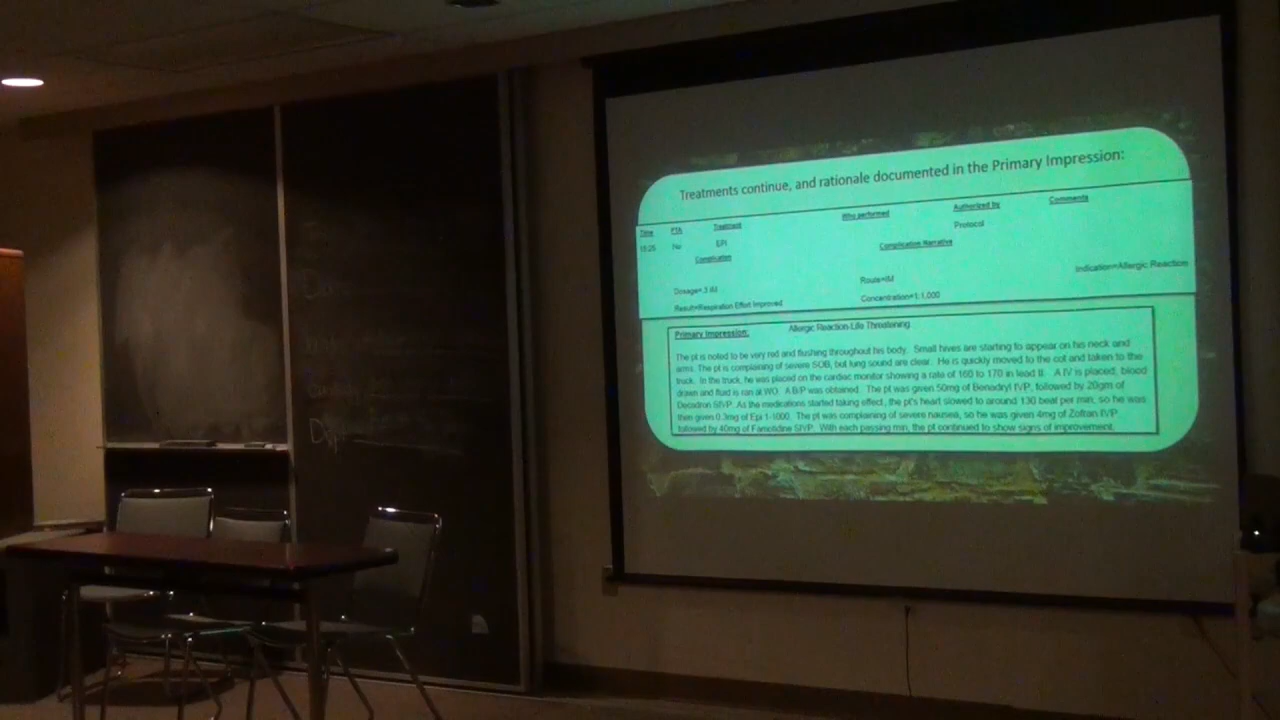 Treatments continue, and rationale documented in the Primary Impression:
Time PTA Treatment Who performed Authorized by Comments
15:25 No EPI Protocol
Complication Complication Narrative
Indication=Allergic Reaction
Dosage=.3 IM Route=IM
Result=Respiration Effort Improved Concentration=1:1,000
Primary Impression: Allergic Reaction-Life Threatening
The pt is noted to be very red and flushing throughout his body. Small hives are starting to appear on his neck and
arms. The pt is complaining of severe SOB, but lung sound are clear. He is quickly moved to the cot and taken to the
truck. In the truck, he was placed on the cardiac monitor showing a rate of 160 to 170 in lead II. A IV is placed, blood
drawn and fluid is ran at WO. A B/P was obtained. The pt was given 50mg of Benadryl IVP, followed by 20gm of
Decadron SIVP. As the medications started taking effect, the pt's heart slowed to around 130 beat per min, so he was
then given 0.3mg of Epi 1-1000. The pt was complaining of severe nausea, so he was given 4mg of Zofran IVP
followed by 40mg of Famotidine SIVP. With each passing min, the pt continued to show signs of improvement.